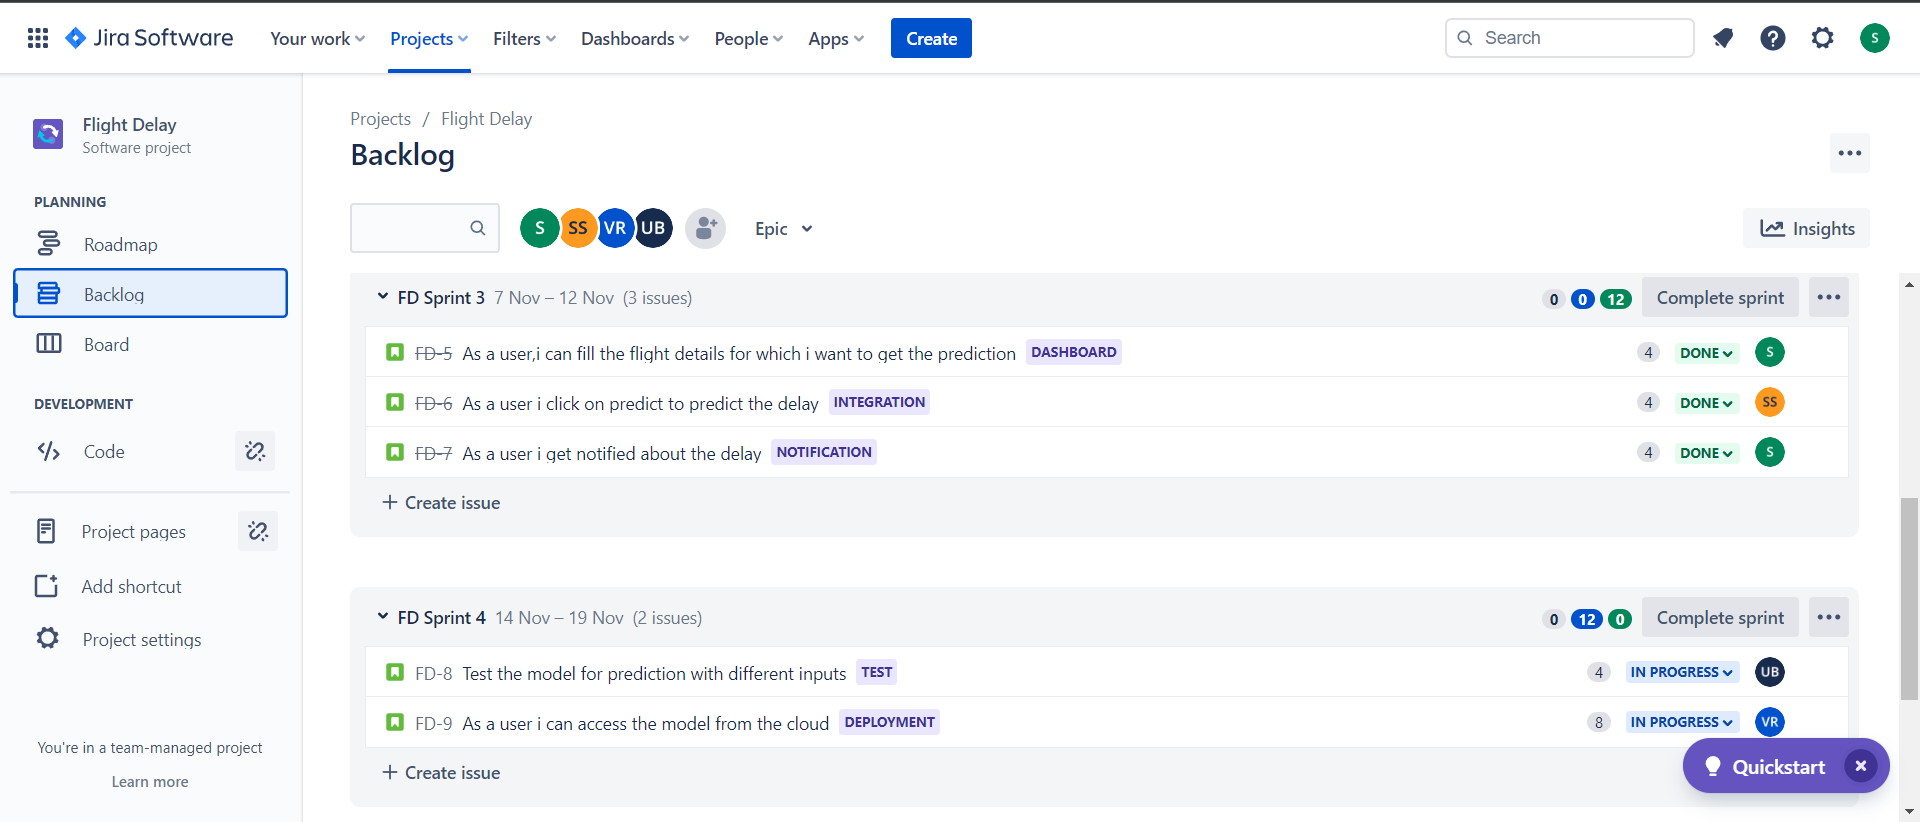 Jira Software Your work Projects Filters Dashboards People Apps Create Search S
Flight Delay
Software project
PLANNING
Roadmap
Backlog
Board
DEVELOPMENT
Code
Project pages
Add shortcut
Project settings
You're in a team-managed project
Learn more
Projects / Flight Delay
Backlog
S SS VR UB Epic Insights
FD Sprint 3 7 Nov – 12 Nov (3 issues) 0 0 12 Complete sprint
FD-5 As a user,i can fill the flight details for which i want to get the prediction DASHBOARD 4 DONE S
FD-6 As a user i click on predict to predict the delay INTEGRATION 4 DONE SS
FD-7 As a user i get notified about the delay NOTIFICATION 4 DONE S
+ Create issue
FD Sprint 4 14 Nov – 19 Nov (2 issues) 0 12 0 Complete sprint
FD-8 Test the model for prediction with different inputs TEST 4 IN PROGRESS UB
FD-9 As a user i can access the model from the cloud DEPLOYMENT 8 IN PROGRESS VR
+ Create issue
Quickstart